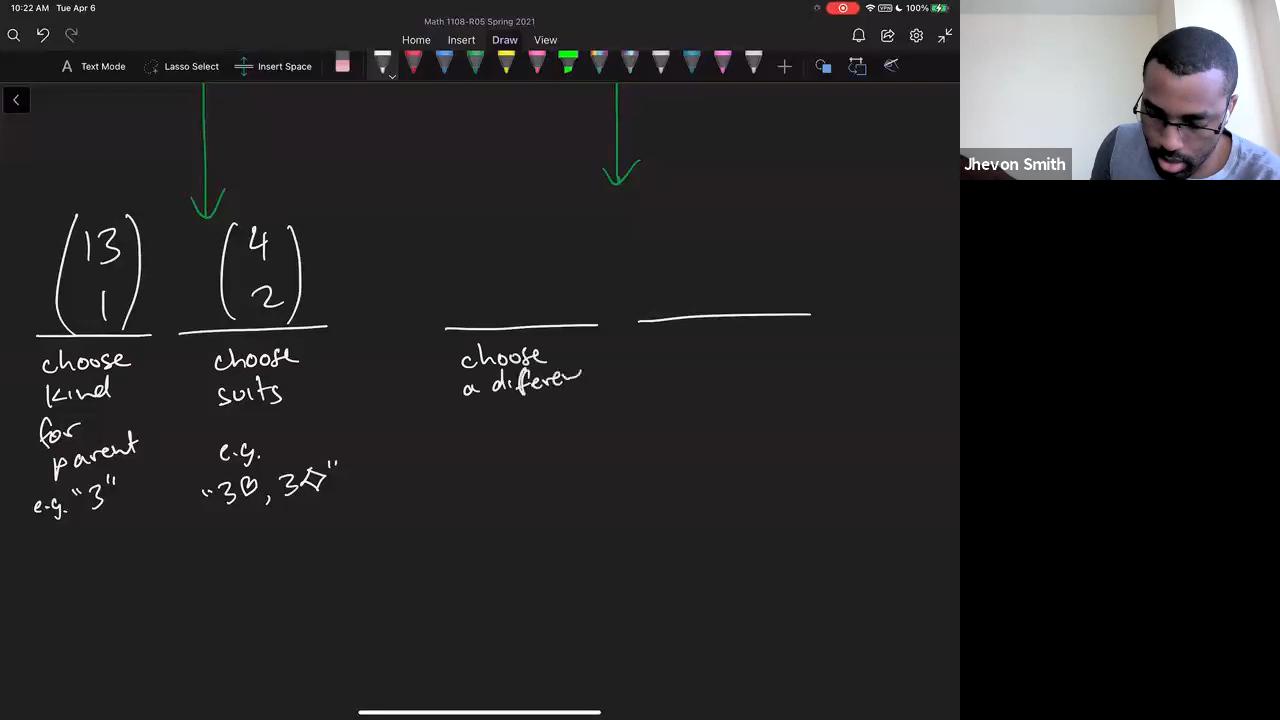 10:22 AM Tue Apr 6
VPN 100%
Math 1108-R05 Spring 2021
Home Insert Draw View
A Text Mode Lasso Select Insert Space
Jhevon Smith
(13 (4
1) 2)
choose choose choose
kind suits a differen
for
parent e.g.
e.g. "3" "3♡, 3♢"